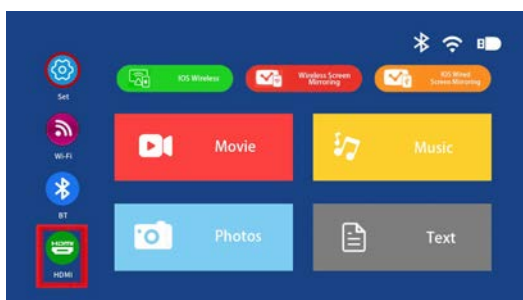 IOS Wireless
Wireless Screen
Mirroring
IOS Wired
Screen Mirroring
Set
Wi-Fi
Movie
Music
BT
HDMI
HDMI
Photos
Text